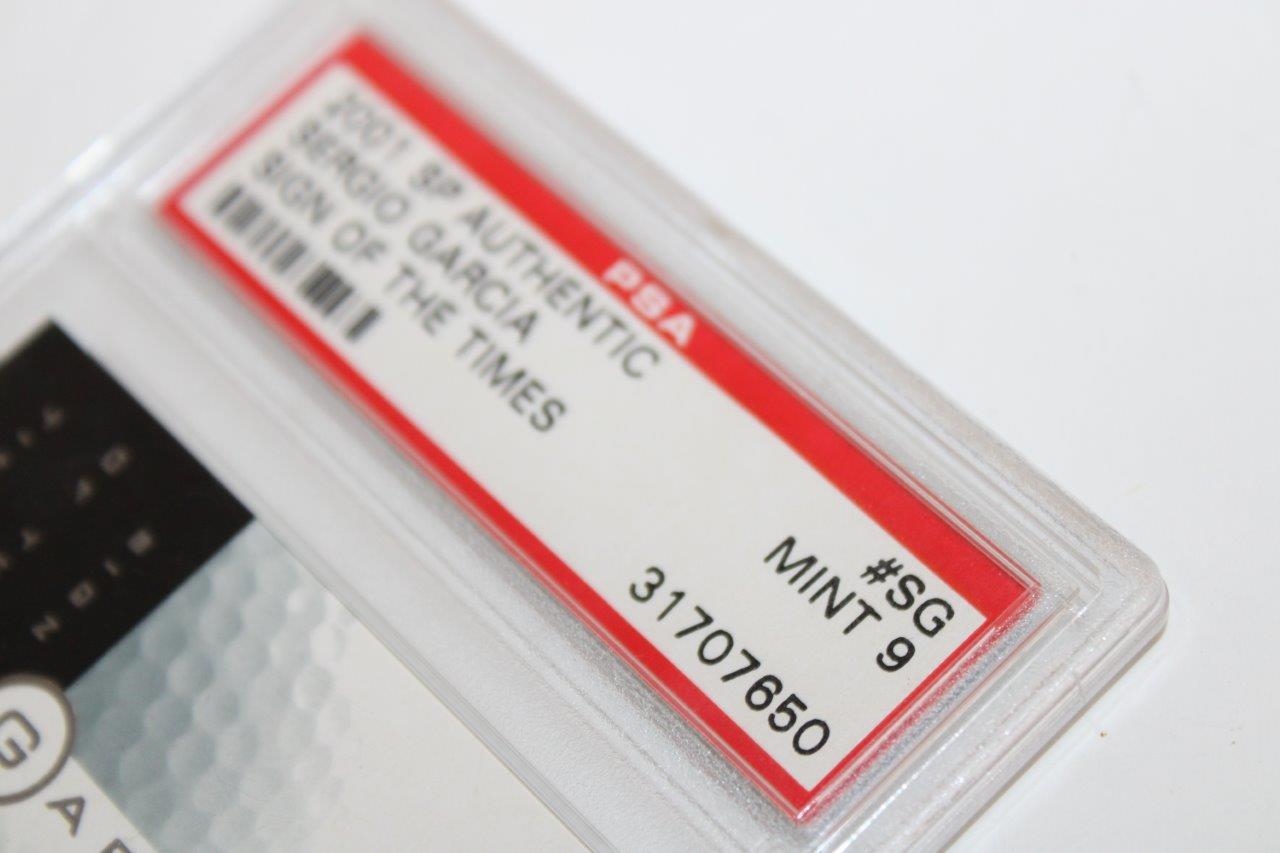 PSA
2001 SP AUTHENTIC #SG
SERGIO GARCIA MINT 9
SIGN OF THE TIMES
31707650
G A